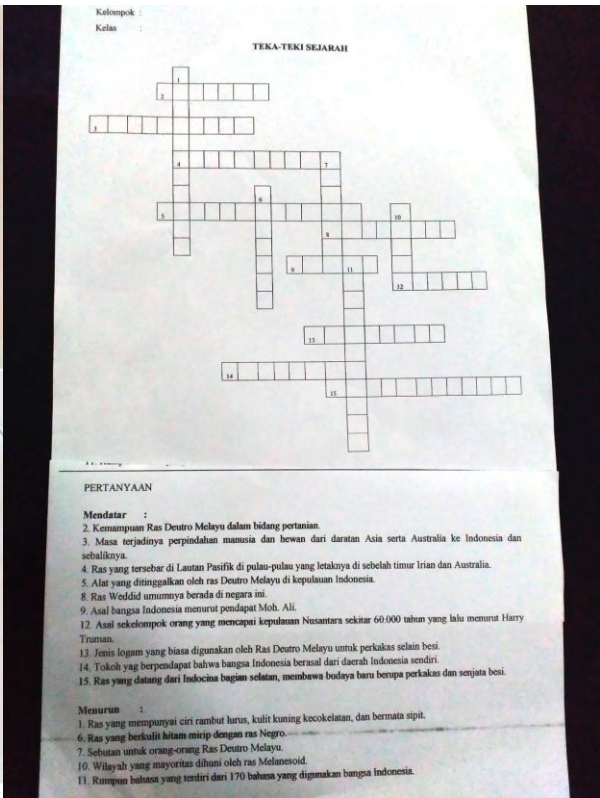 Kelompok :
Kelas :
TEKA-TEKI SEJARAH
1
2
3
4
7
6
5
10
8
9
11
12
13
14
15
PERTANYAAN
Mendatar :
2. Kemampuan Ras Deutro Melayu dalam bidang pertanian.
3. Masa terjadinya perpindahan manusia dan hewan dari daratan Asia serta Australia ke Indonesia dan
sebaliknya.
4. Ras yang tersebar di Lautan Pasifik di pulau-pulau yang letaknya di sebelah timur Irian dan Australia.
5. Alat yang ditinggalkan oleh ras Deutro Melayu di kepulauan Indonesia.
8. Ras Weddid umumnya berada di negara ini.
9. Asal bangsa Indonesia menurut pendapat Moh. Ali.
12. Asal sekelompok orang yang mencapai kepulauan Nusantara sekitar 60.000 tahun yang lalu menurut Harry
Truman.
13. Jenis logam yang biasa digunakan oleh Ras Deutro Melayu untuk perkakas selain besi.
14. Tokoh yag berpendapat bahwa bangsa Indonesia berasal dari daerah Indonesia sendiri.
15. Ras yang datang dari Indocina bagian selatan, membawa budaya baru berupa perkakas dan senjata besi.
Menurun :
1. Ras yang mempunyai ciri rambut lurus, kulit kuning kecokelatan, dan bermata sipit.
6. Ras yang berkulit hitam mirip dengan ras Negro.
7. Sebutan untuk orang-orang Ras Deutro Melayu.
10. Wilayah yang mayoritas dihuni oleh ras Melanesoid.
11. Rumpun bahasa yang terdiri dari 170 bahasa yang digunakan bangsa Indonesia.